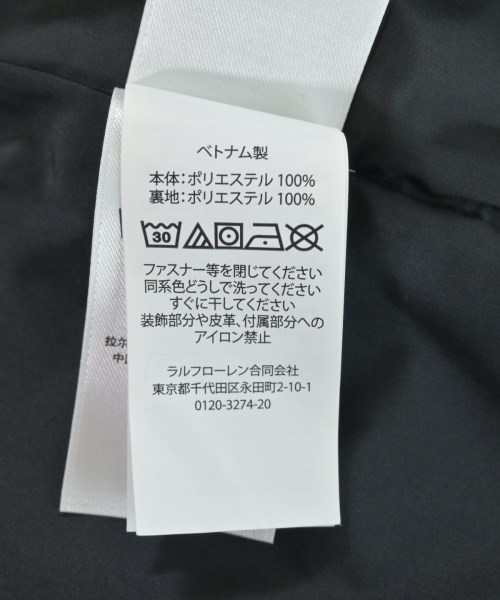 ベトナム製
本体：ポリエステル 100%
裏地：ポリエステル 100%
30
ファスナー等を閉じてください
同系色どうしで洗ってください
すぐに干してください
装飾部分や皮革、付属部分への
アイロン禁止
ラルフローレン合同会社
東京都千代田区永田町2-10-1
0120-3274-20
拉尔
中国